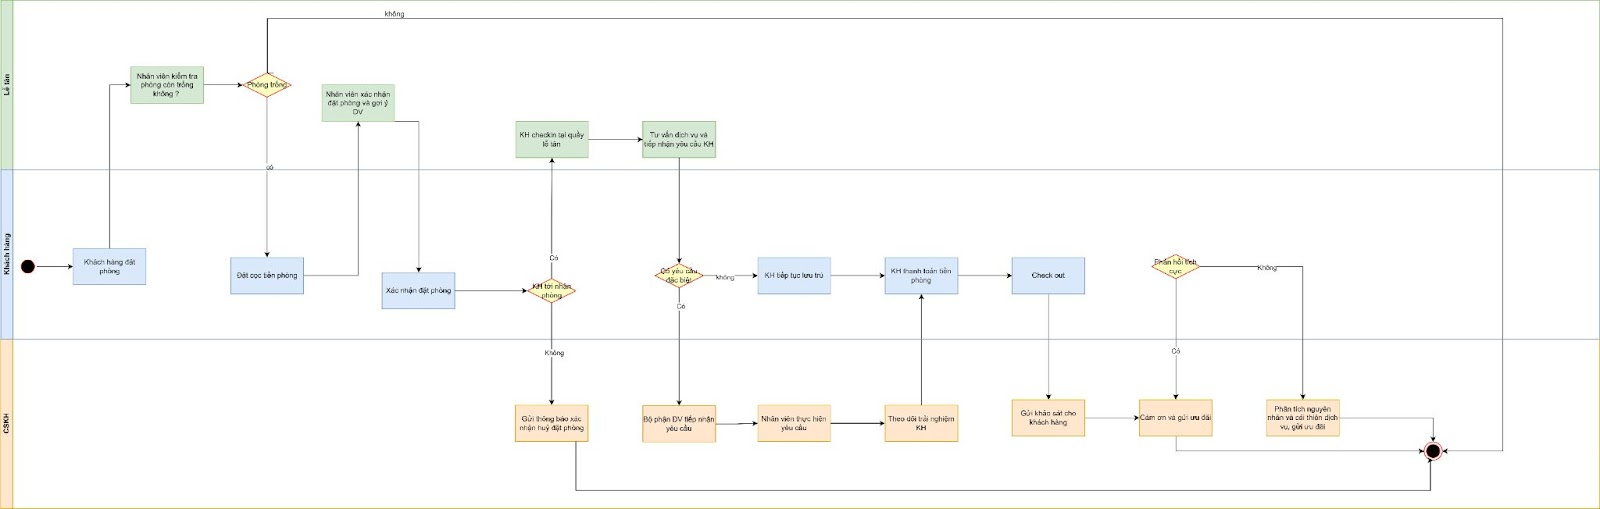 Lễ tân
không
Nhân viên kiểm tra
phòng còn trống
không ?
Phòng trống
Nhân viên xác nhận
đặt phòng và gợi ý
DV
KH checkin tại quầy
lễ tân
Tư vấn dịch vụ và
tiếp nhận yêu cầu KH
có
Khách hàng
Khách hàng đặt
phòng
Đặt cọc tiền phòng
Xác nhận đặt phòng
Có
KH tới nhận
phòng
Có yêu cầu
đặc biệt
không
KH tiếp tục lưu trú
KH thanh toán tiền
phòng
Check out
Phản hồi tích
cực
Không
Có
Không
Có
CSKH
Gửi thông báo xác
nhận huỷ đặt phòng
Bộ phận DV tiếp nhận
yêu cầu
Nhân viên thực hiện
yêu cầu
Theo dõi trải nghiệm
KH
Gửi khảo sát cho
khách hàng
Cảm ơn và gửi ưu đãi
Phân tích nguyên
nhân và cải thiện dịch
vụ, gửi ưu đãi